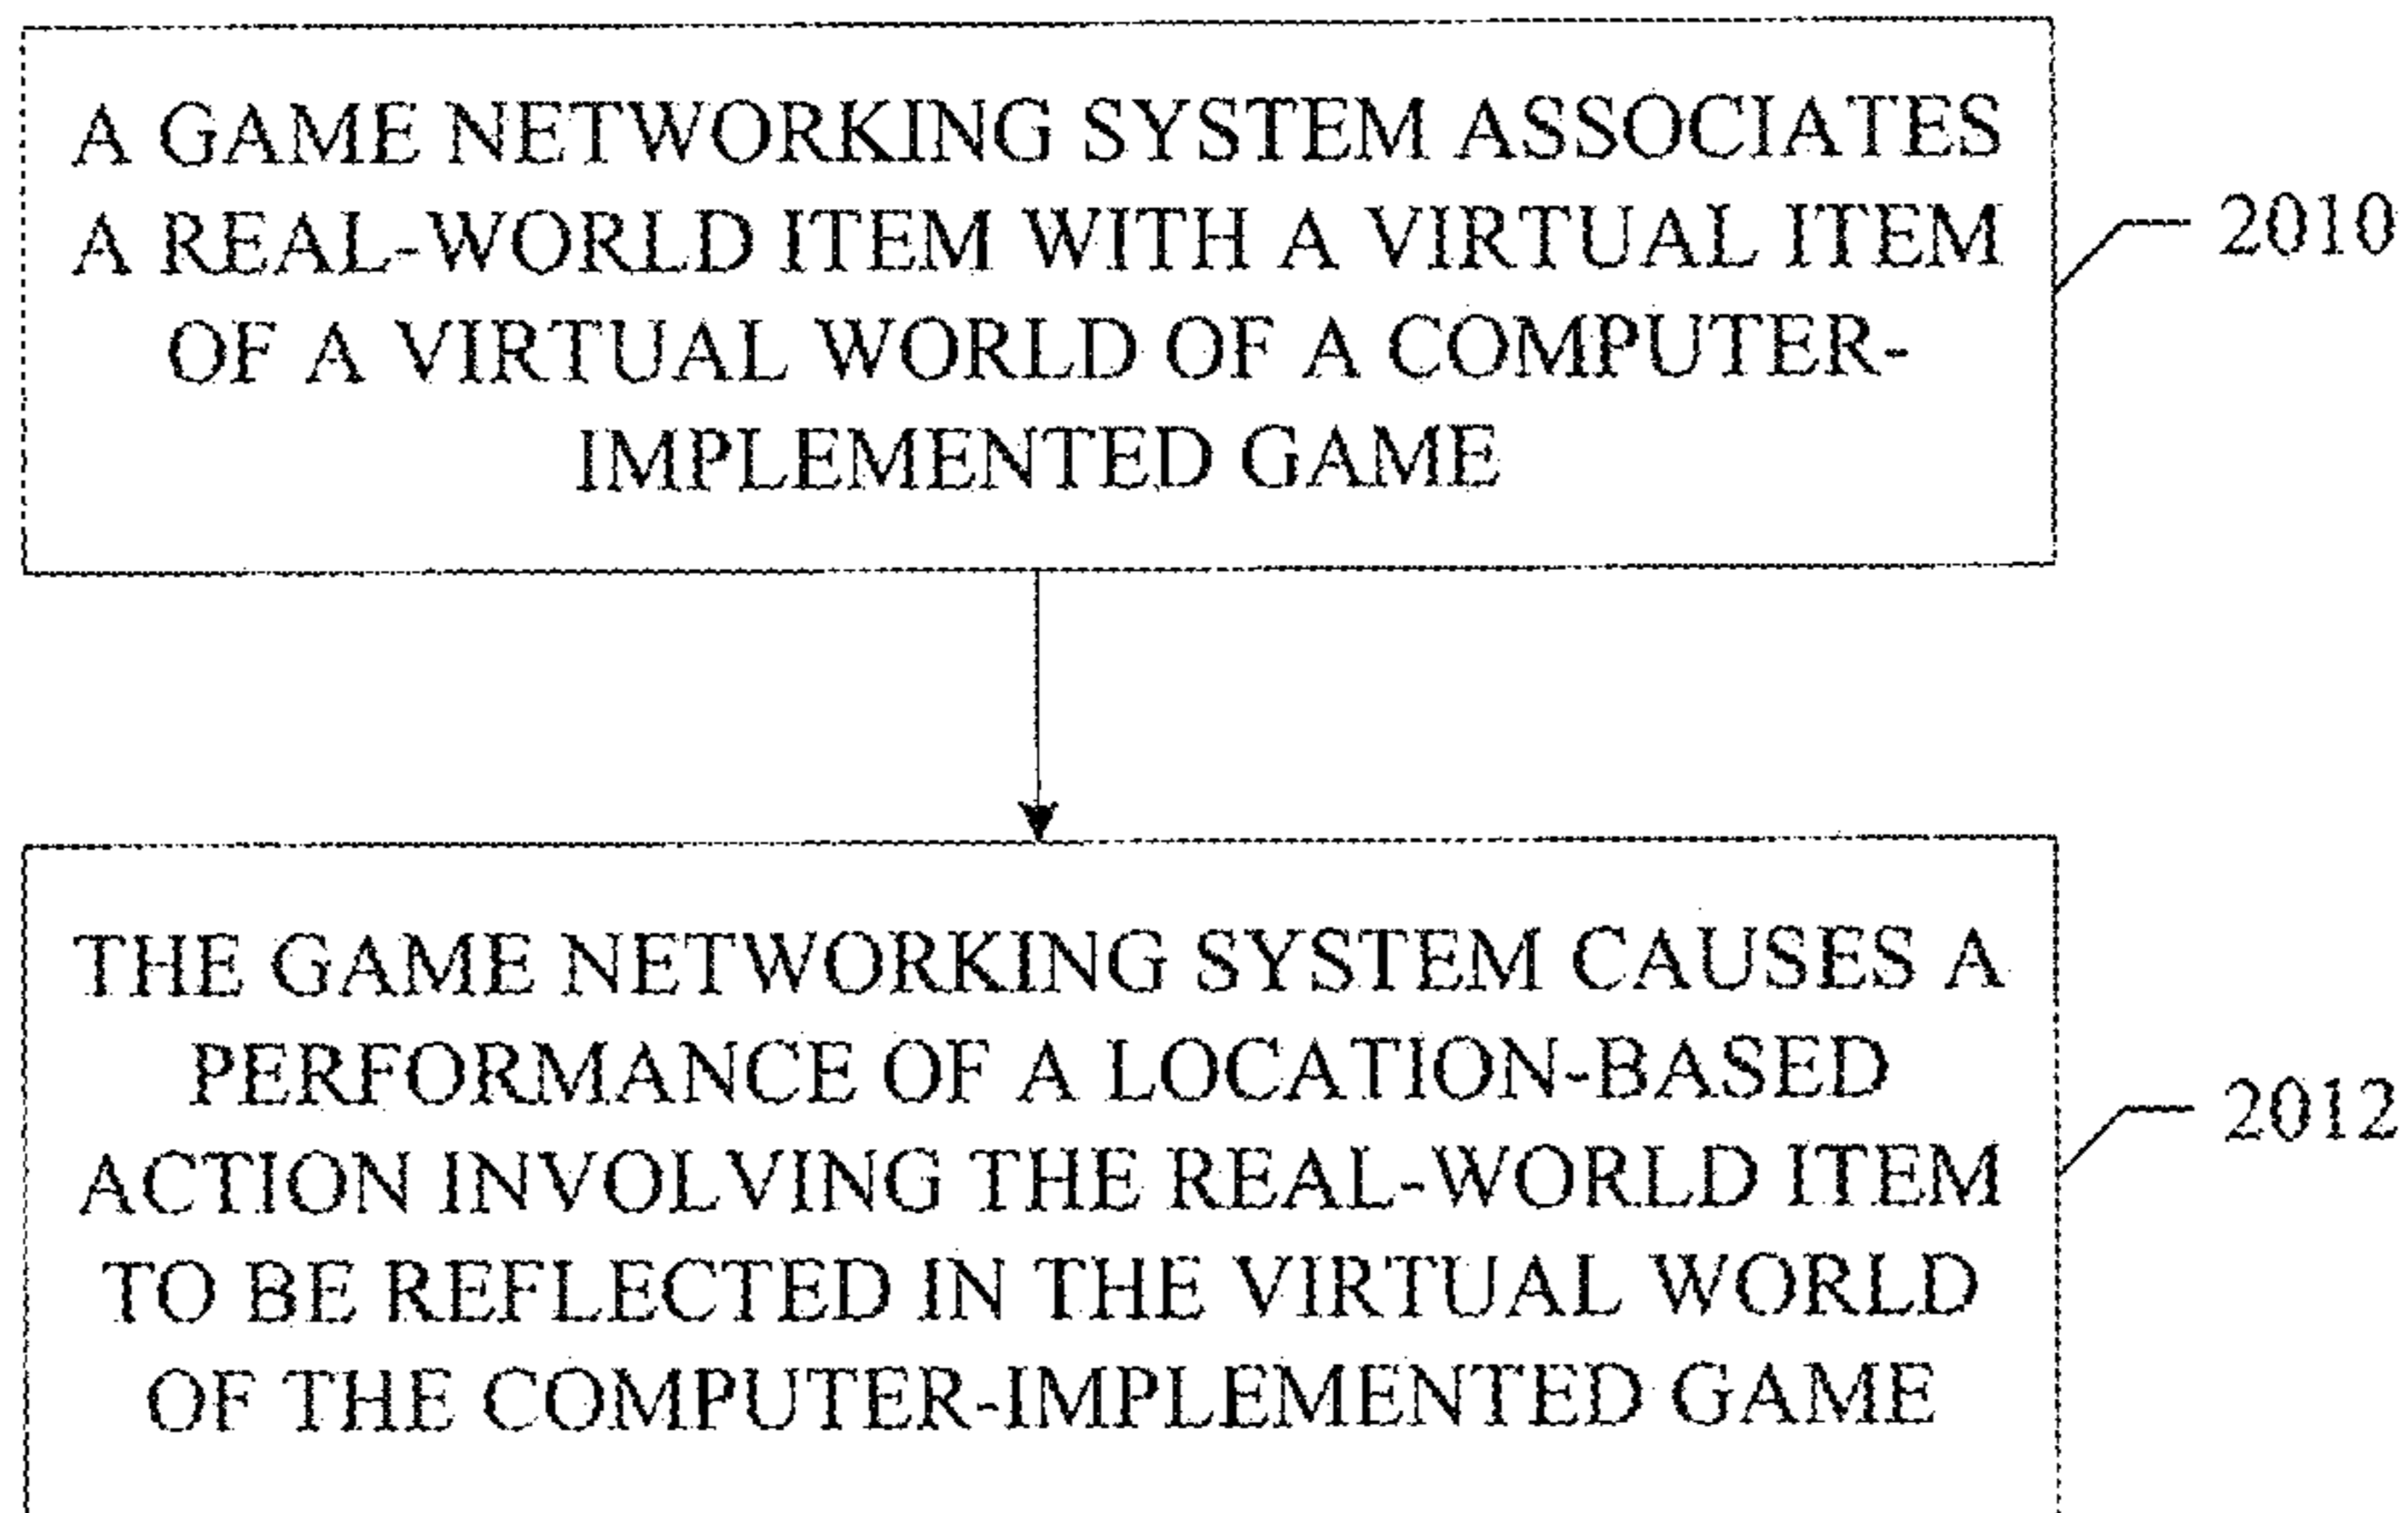 A GAME NETWORKING SYSTEM ASSOCIATES
A REAL-WORLD ITEM WITH A VIRTUAL ITEM
OF A VIRTUAL WORLD OF A COMPUTER-
IMPLEMENTED GAME
2010
THE GAME NETWORKING SYSTEM CAUSES A
PERFORMANCE OF A LOCATION-BASED
ACTION INVOLVING THE REAL-WORLD ITEM
TO BE REFLECTED IN THE VIRTUAL WORLD
OF THE COMPUTER-IMPLEMENTED GAME
2012